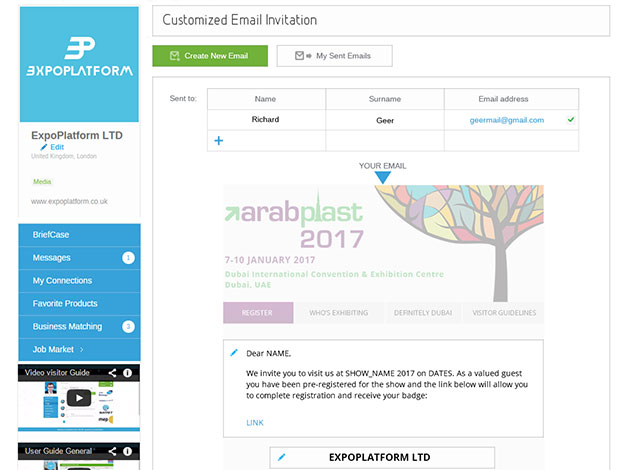 Customized Email Invitation
Create New Email
My Sent Emails
EXPOPLATFORM
ExpoPlatform LTD
Edit
United Kingdom, London
Media
www.expoplatform.co.uk
BriefCase
Messages 1
My Connections
Favorite Products
Business Matching 3
Job Market
Video visitor Guide
User Guide General
Sent to:
Name Surname Email address
Richard Geer geermail@gmail.com
YOUR EMAIL
arabplast
2017
7-10 JANUARY 2017
Dubai International Convention & Exhibition Centre
Dubai, UAE
REGISTER WHO'S EXHIBITING DEFINITELY DUBAI VISITOR GUIDELINES
Dear NAME,
We invite you to visit us at SHOW_NAME 2017 on DATES. As a valued guest
you have been pre-registered for the show and the link below will allow you
to complete registration and receive your badge:
LINK
EXPOPLATFORM LTD